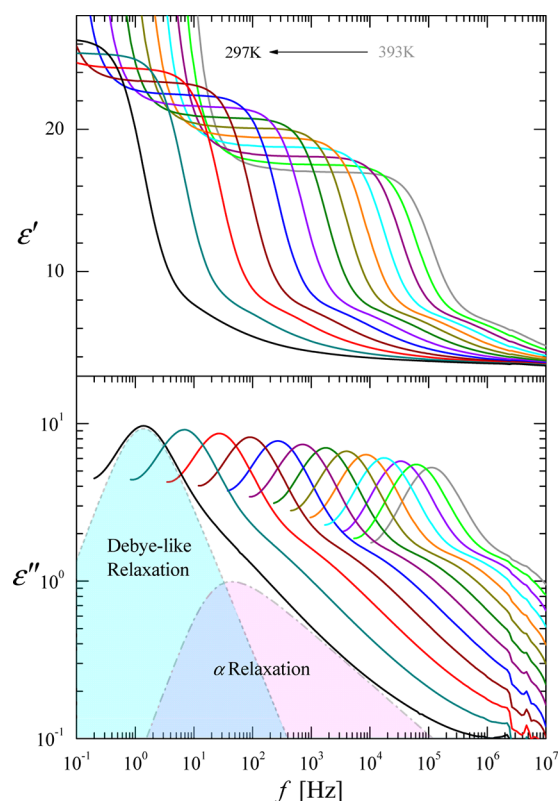 297K
393K
20
ε′
10
10¹
Debye-like
Relaxation
10⁰
ε″
α Relaxation
10⁻¹
10⁻¹ 10⁰ 10¹ 10² 10³ 10⁴ 10⁵ 10⁶ 10⁷
f [Hz]